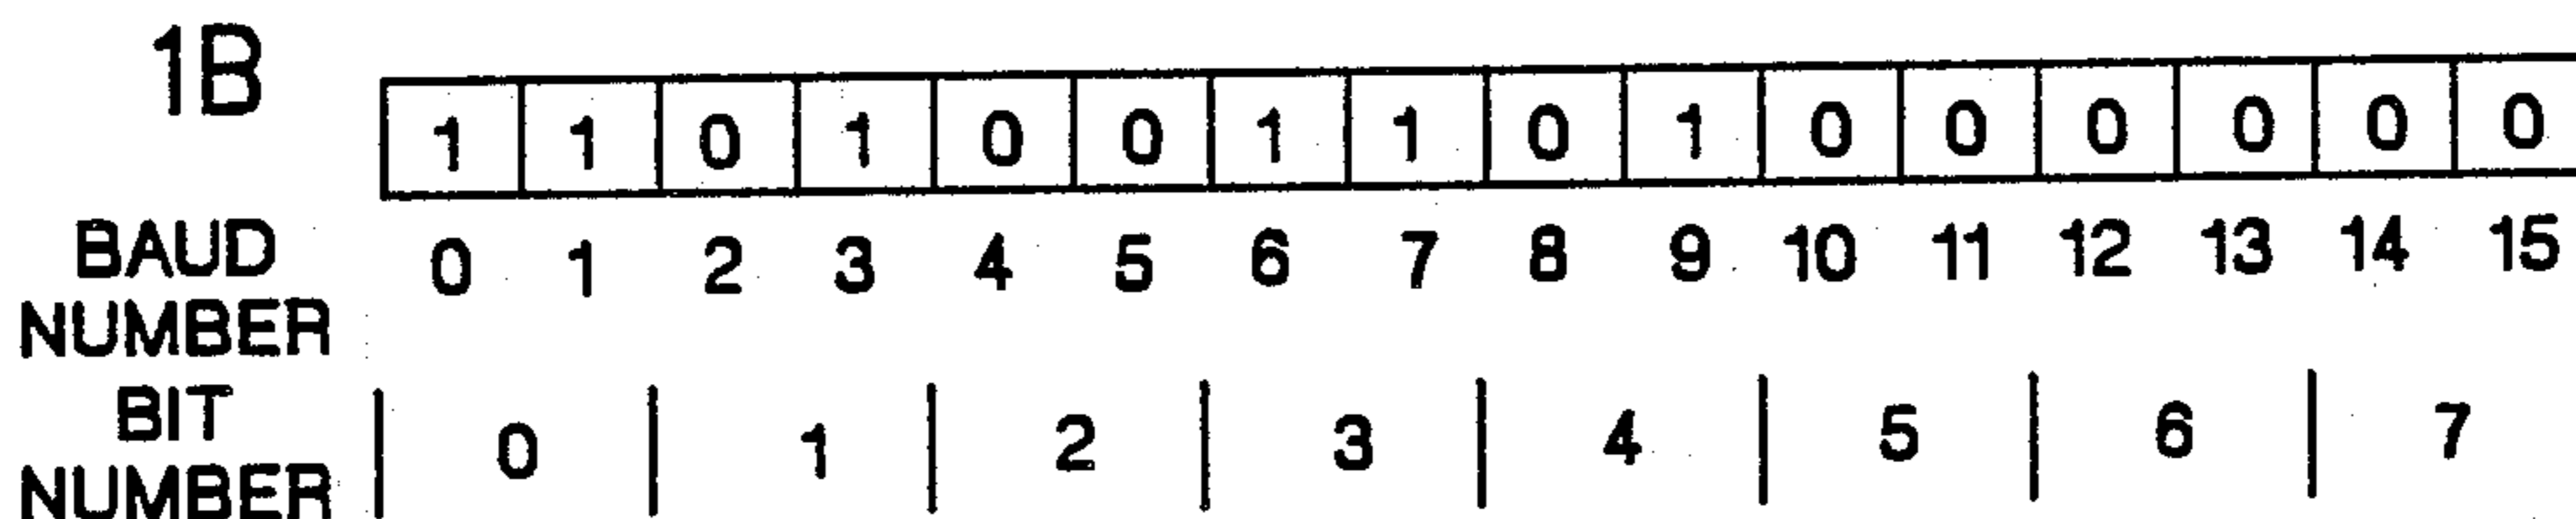 1B
1 1 0 1 0 0 1 1 0 1 0 0 0 0 0 0
BAUD
NUMBER
0 1 2 3 4 5 6 7 8 9 10 11 12 13 14 15
BIT
NUMBER
0 1 2 3 4 5 6 7